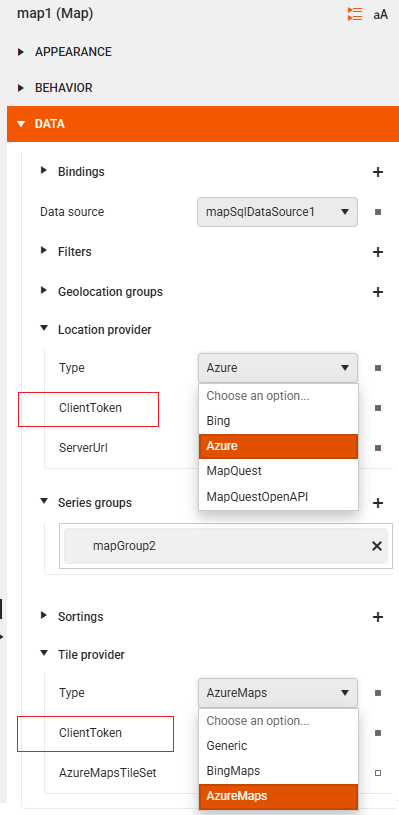 map1 (Map) aA
APPEARANCE
BEHAVIOR
DATA
Bindings +
Data source mapSqlDataSource1
Filters +
Geolocation groups +
Location provider
Type Azure
Choose an option...
ClientToken
Bing
Azure
ServerUrl
MapQuest
MapQuestOpenAPI
Series groups +
mapGroup2
Sortings +
Tile provider
Type AzureMaps
Choose an option...
ClientToken
Generic
BingMaps
AzureMapsTileSet
AzureMaps